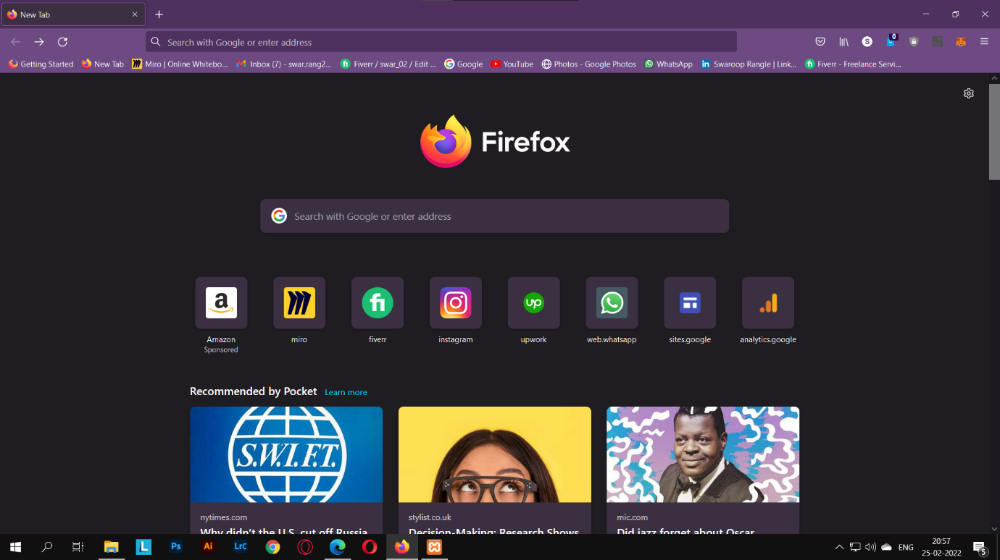 New Tab
Search with Google or enter address
S
0
Getting Started
New Tab
Miro | Online Whitebo...
Inbox (7) - swar.rang2...
Fiverr / swar_02 / Edit ...
Google
YouTube
Photos - Google Photos
WhatsApp
Swaroop Rangle | Link...
Fiverr - Freelance Servi...
Firefox
Search with Google or enter address
a
fi
up
Amazon
Sponsored
miro
fiverr
instagram
upwork
web.whatsapp
sites.google
analytics.google
Recommended by Pocket
Learn more
S.W.I.F.T.
nytimes.com
stylist.co.uk
mic.com
Why didn't the U.S. cut off Russia
Decision-Making: Research Shows
Did jazz forget about Oscar
L
Ps
Ai
LrC
ENG
20:57
25-02-2022
5